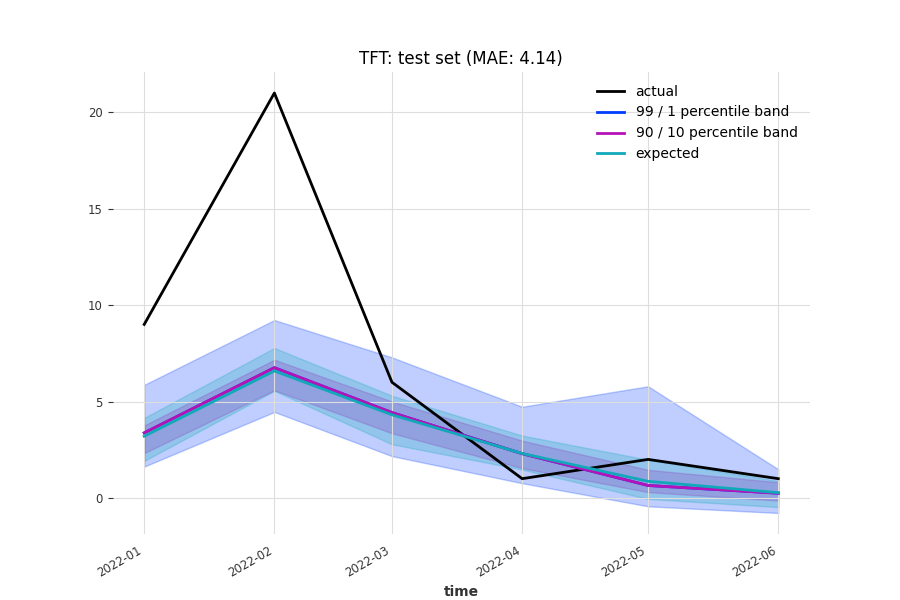 TFT: test set (MAE: 4.14)
actual
99 / 1 percentile band
90 / 10 percentile band
expected
20
15
10
5
0
2022-01
2022-02
2022-03
2022-04
2022-05
2022-06
time